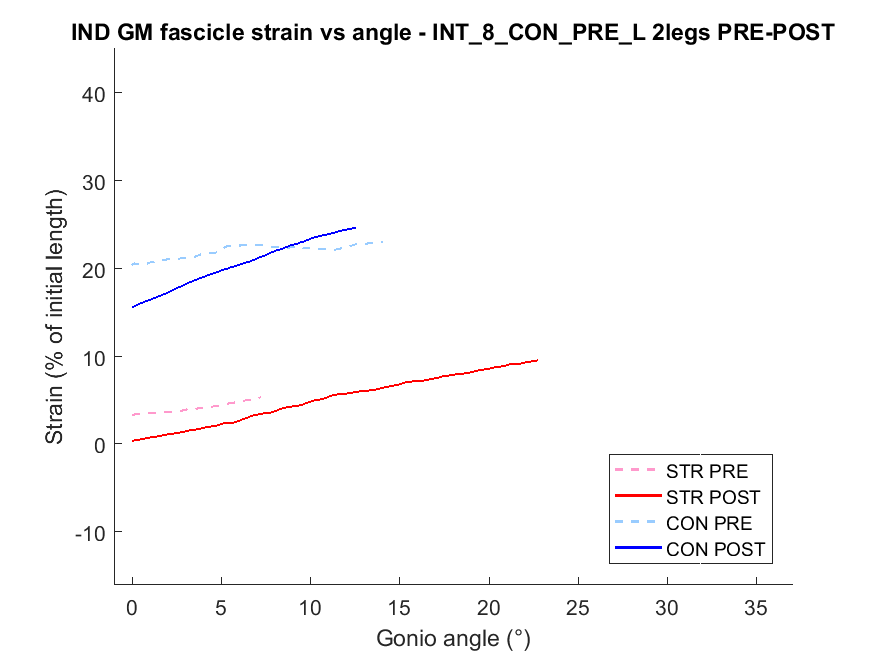 IND GM fascicle strain vs angle - INT_8_CON_PRE_L 2legs PRE-POST
Strain (% of initial length)
40
30
20
10
0
-10
0 5 10 15 20 25 30 35
Gonio angle (°)
STR PRE
STR POST
CON PRE
CON POST